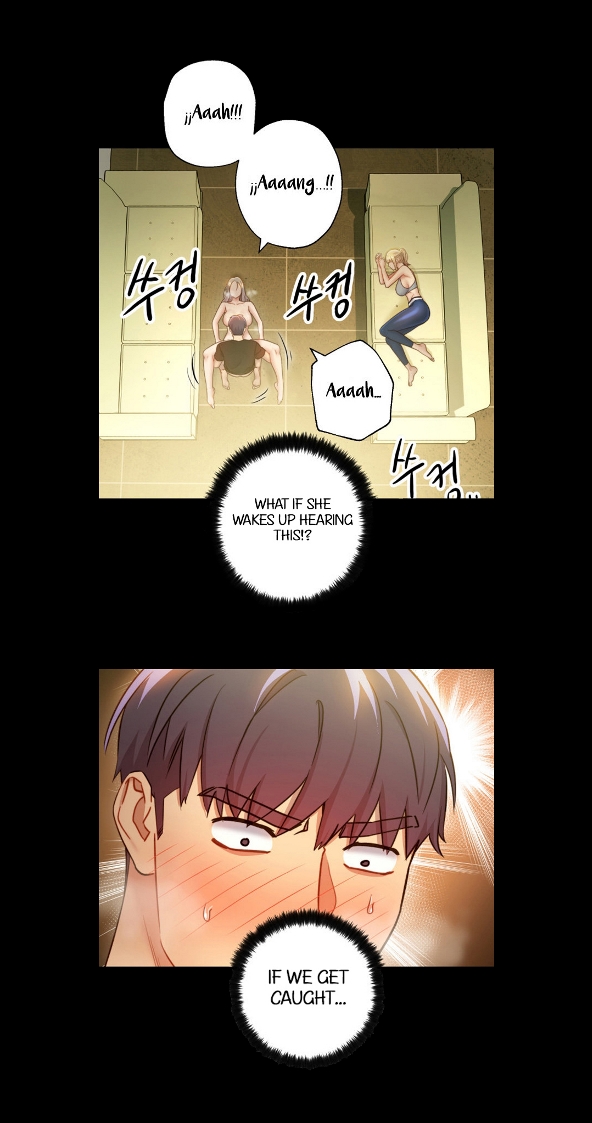 ¡¡Aaah!!!
¡¡Aaaang...!!
쑤컹
쑤컹
Aaaah...
쑤컹
WHAT IF SHE
WAKES UP HEARING
THIS!?
IF WE GET
CAUGHT...